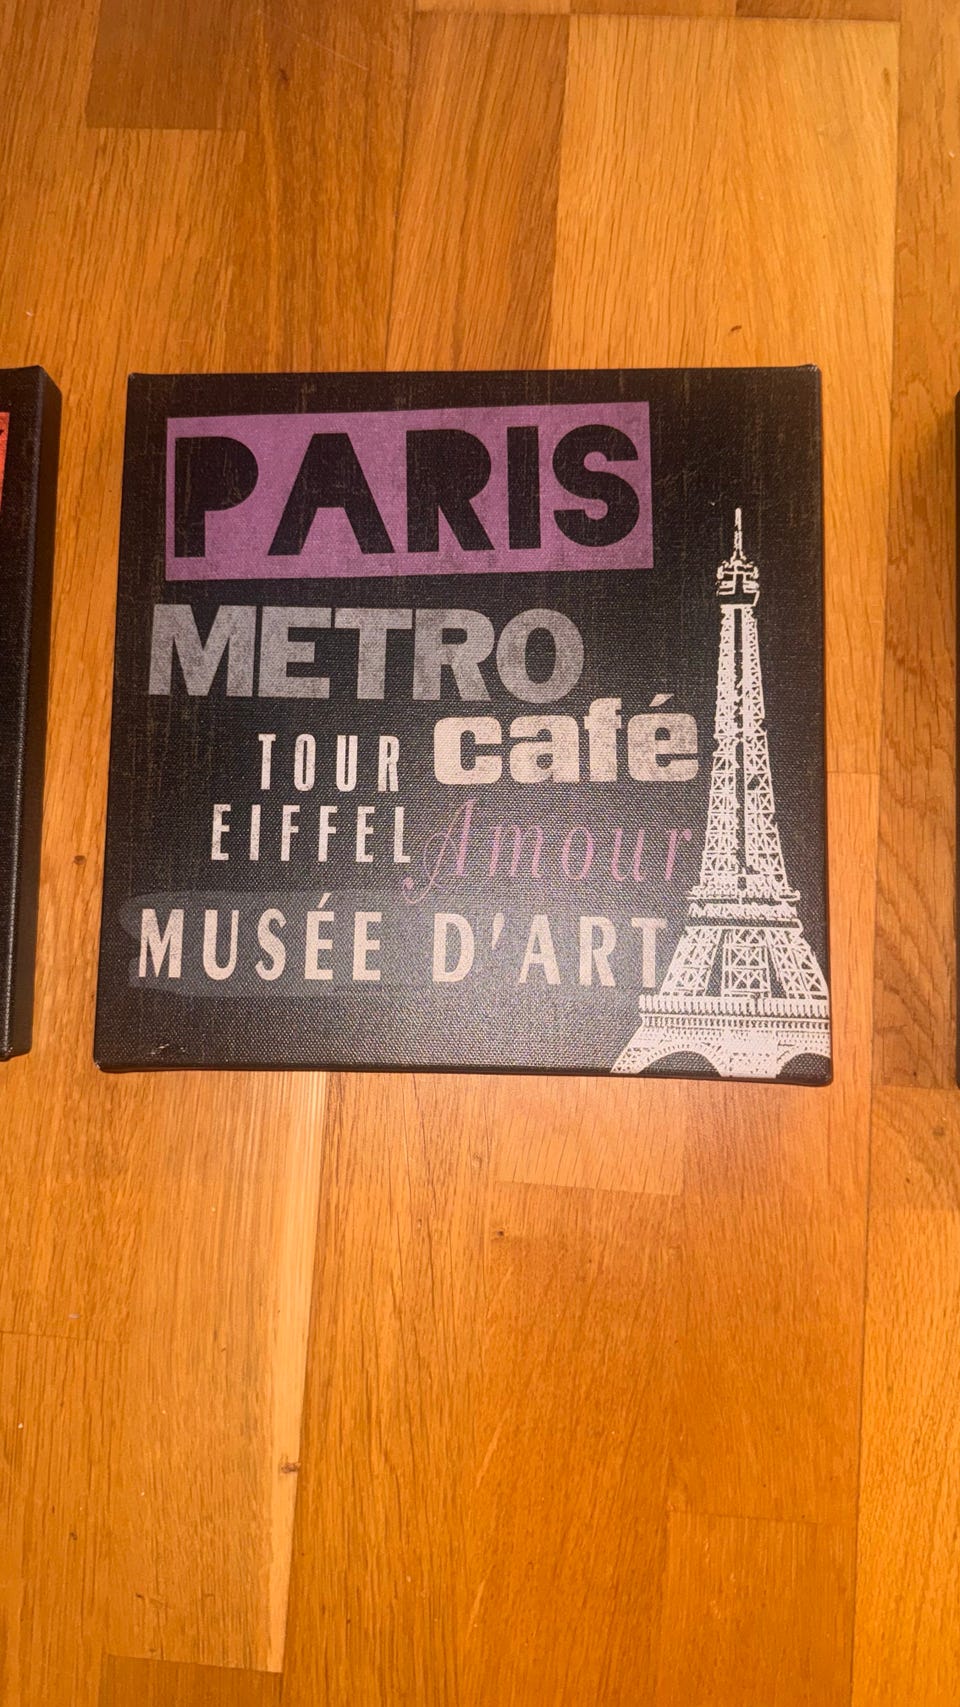 PARIS
METRO
café
TOUR
EIFFEL
Amour
MUSÉE D'ART